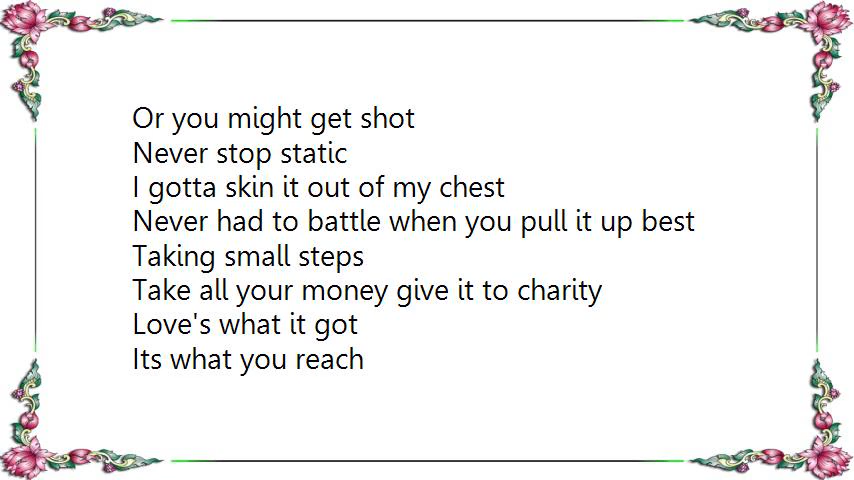 Or you might get shot
Never stop static
I gotta skin it out of my chest
Never had to battle when you pull it up best
Taking small steps
Take all your money give it to charity
Love's what it got
Its what you reach